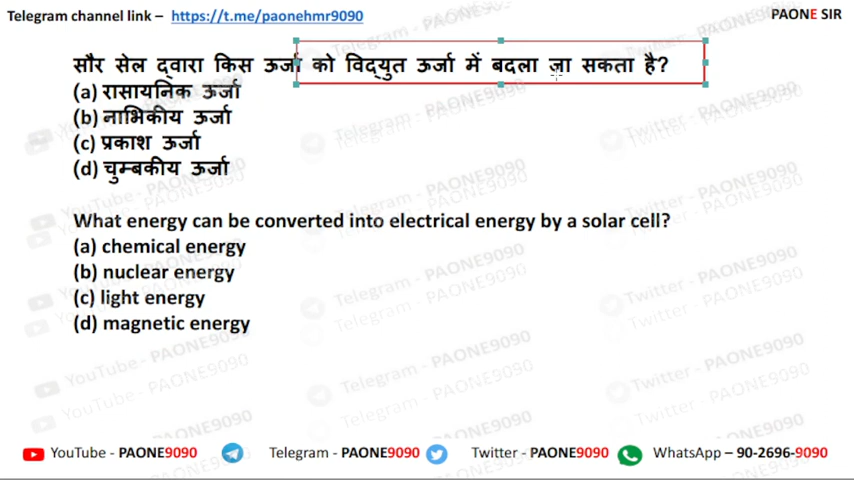 Telegram channel link – https://t.me/paonehmr9090
PAONE SIR
सौर सेल द्वारा किस ऊर्जा को विद्युत ऊर्जा में बदला जा सकता है?
(a) रासायनिक ऊर्जा
(b) नाभिकीय ऊर्जा
(c) प्रकाश ऊर्जा
(d) चुम्बकीय ऊर्जा
What energy can be converted into electrical energy by a solar cell?
(a) chemical energy
(b) nuclear energy
(c) light energy
(d) magnetic energy
YouTube - PAONE9090 Telegram - PAONE9090 Twitter - PAONE9090 WhatsApp – 90-2696-9090